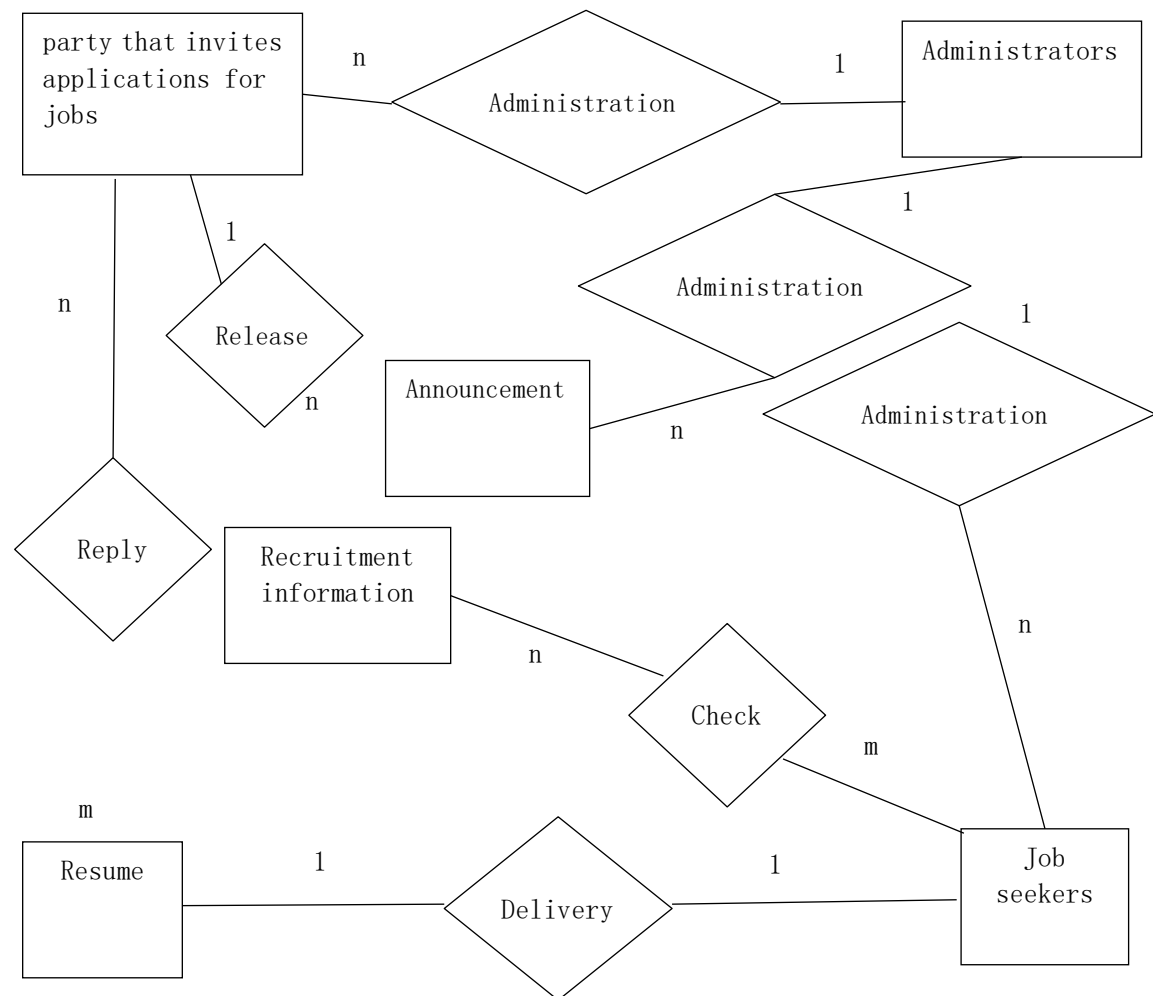 party that invites
applications for
jobs
n
Administration
1
Administrators
1
n
1
Release
n
Administration
1
Announcement
n
Administration
Reply
Recruitment
information
n
n
Check
m
m
Resume
1
Delivery
1
Job
seekers